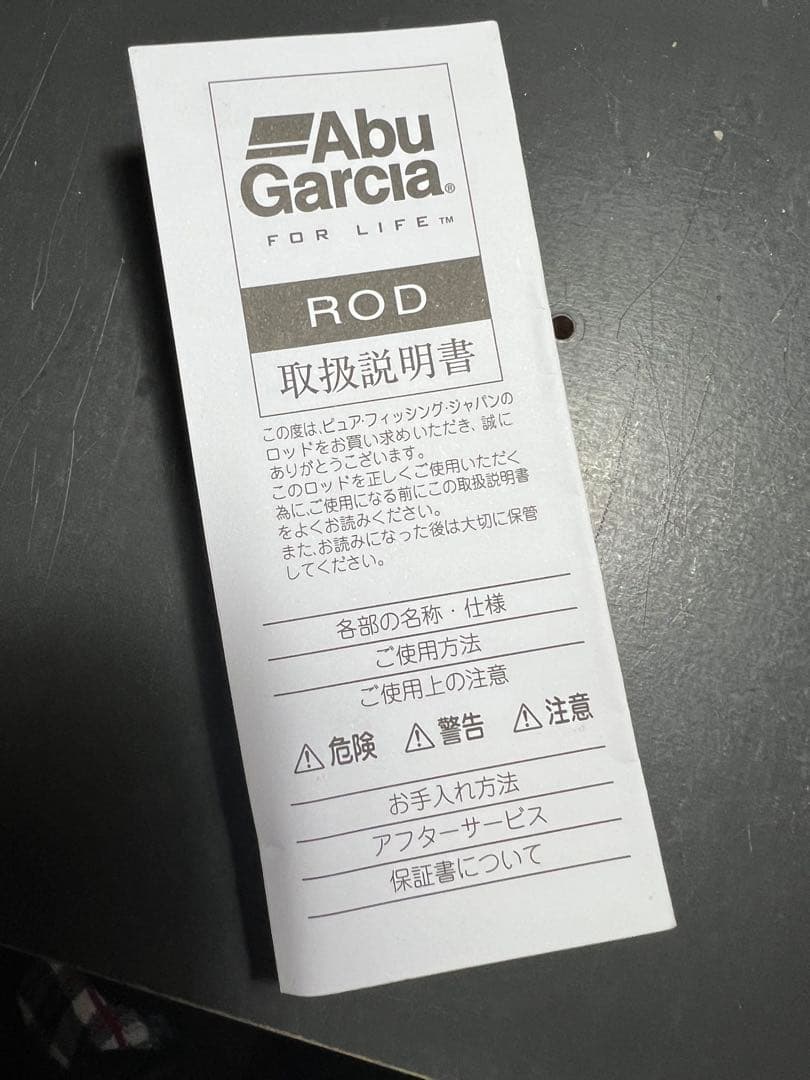 Abu
Garcia®
FOR LIFE™
ROD
取扱説明書
この度は、ピュア・フィッシング・ジャパンの
ロッドをお買い求めいただき、誠に
ありがとうございます。
このロッドを正しくご使用いただく
為に、ご使用になる前にこの取扱説明書
をよくお読みください。
また、お読みになった後は大切に保管
してください。
各部の名称・仕様
ご使用方法
ご使用上の注意
⚠危険 ⚠警告 ⚠注意
お手入れ方法
アフターサービス
保証書について